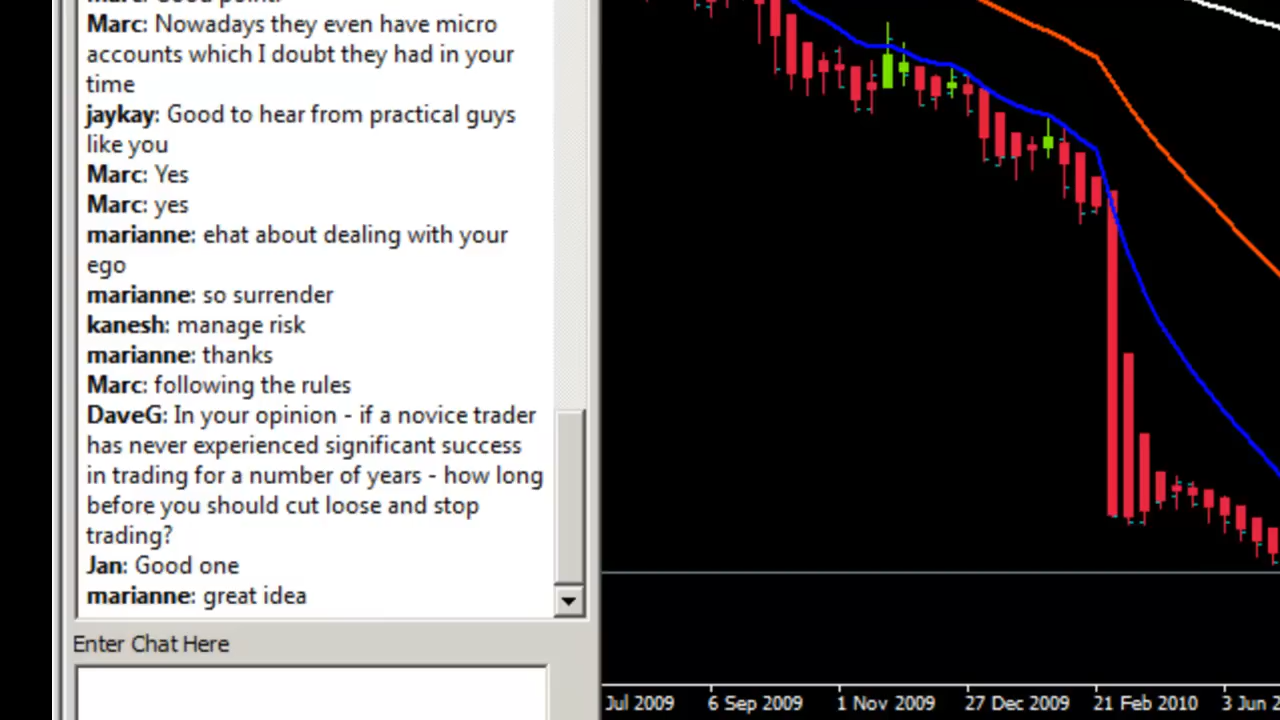 Marc: Good point.
Marc: Nowadays they even have micro
accounts which I doubt they had in your
time
jaykay: Good to hear from practical guys
like you
Marc: Yes
Marc: yes
marianne: ehat about dealing with your
ego
marianne: so surrender
kanesh: manage risk
marianne: thanks
Marc: following the rules
DaveG: In your opinion - if a novice trader
has never experienced significant success
in trading for a number of years - how long
before you should cut loose and stop
trading?
Jan: Good one
marianne: great idea
Enter Chat Here
Jul 2009 6 Sep 2009 1 Nov 2009 27 Dec 2009 21 Feb 2010 3 Jun